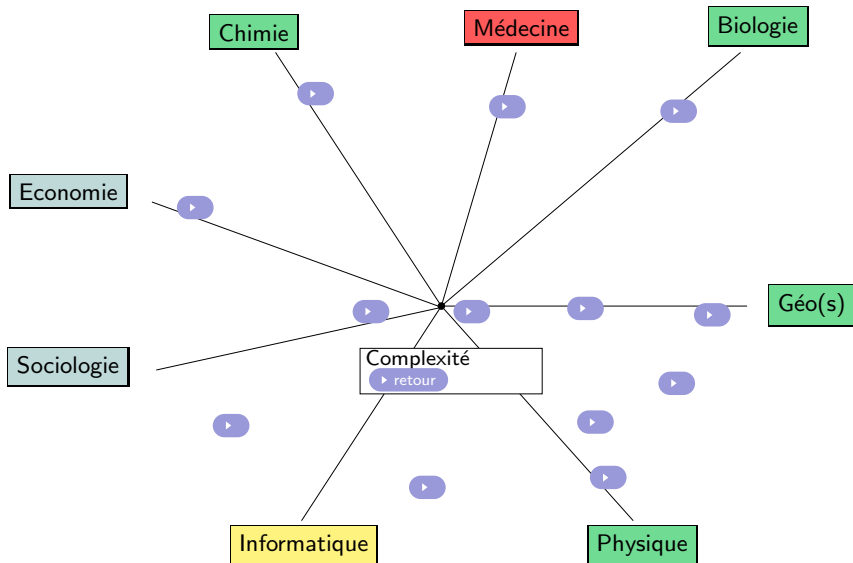 Chimie
Médecine
Biologie
Economie
Géo(s)
Sociologie
Complexité
retour
Informatique
Physique